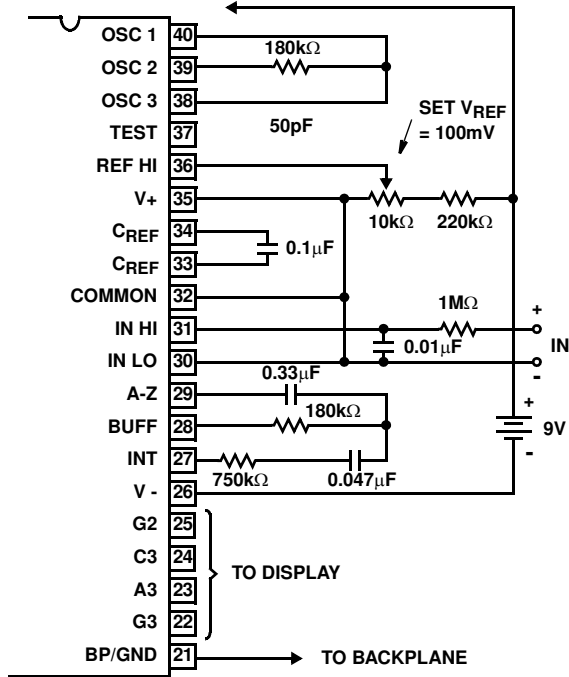 OSC 1 40
180kΩ
OSC 2 39
OSC 3 38
SET VREF
= 100mV
TEST 37
50pF
REF HI 36
V+ 35
10kΩ 220kΩ
CREF 34
0.1µF
CREF 33
COMMON 32
1MΩ
+
IN HI 31
IN
0.01µF
IN LO 30
-
0.33µF
A-Z 29
180kΩ
+
BUFF 28
9V
-
INT 27
750kΩ 0.047µF
V - 26
G2 25
C3 24
TO DISPLAY
A3 23
G3 22
BP/GND 21 TO BACKPLANE